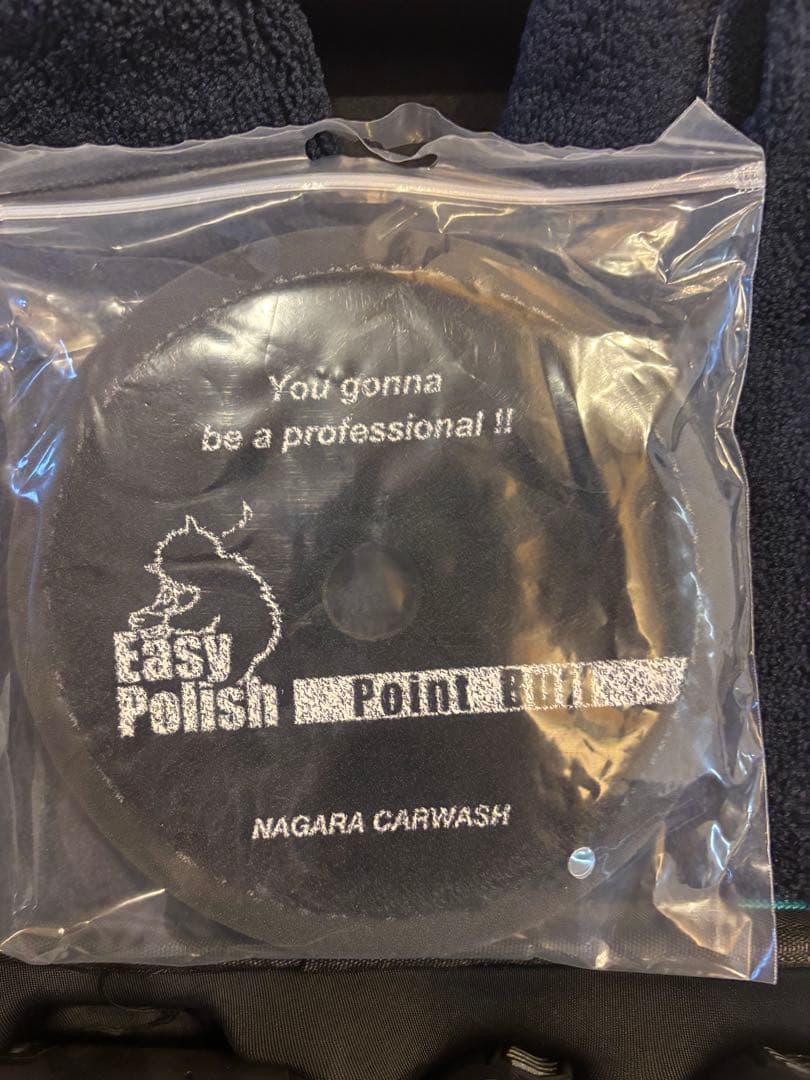 You gonna
be a professional !!
Easy
Polish
Point Buff
NAGARA CARWASH